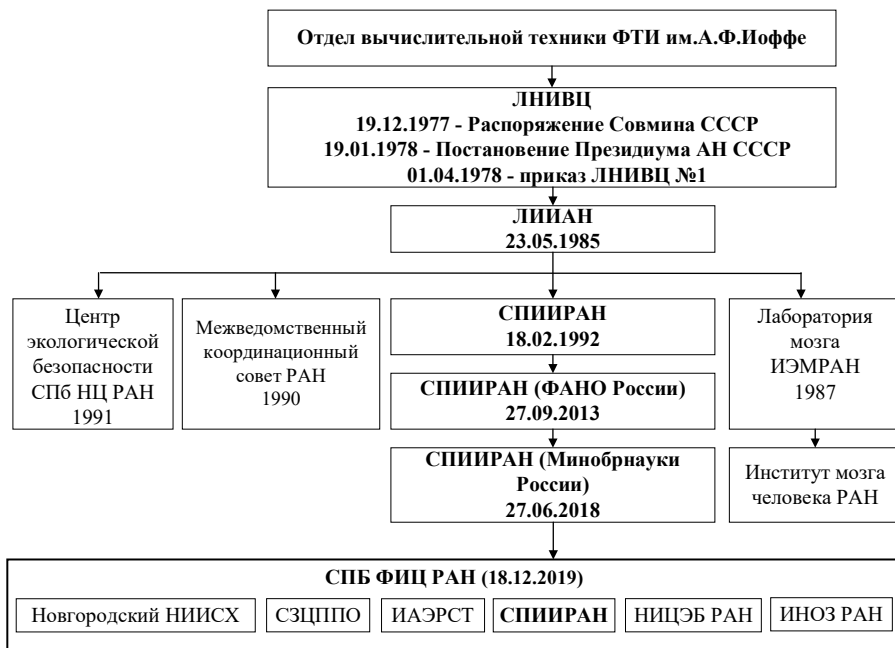 Отдел вычислительной техники ФТИ им.А.Ф.Иоффе
ЛНИВЦ
19.12.1977 - Распоряжение Совмина СССР
19.01.1978 - Постановение Президиума АН СССР
01.04.1978 - приказ ЛНИВЦ №1
ЛИИАН
23.05.1985
Центр
экологической
безопасности
СПб НЦ РАН
1991
Межведомственный
координационный
совет РАН
1990
СПИИРАН
18.02.1992
СПИИРАН (ФАНО России)
27.09.2013
СПИИРАН (Минобрнауки
России)
27.06.2018
Лаборатория
мозга
ИЭМРАН
1987
Институт мозга
человека РАН
СПБ ФИЦ РАН (18.12.2019)
Новгородский НИИСХ
СЗЦППО
ИАЭРСТ
СПИИРАН
НИЦЭБ РАН
ИНОЗ РАН